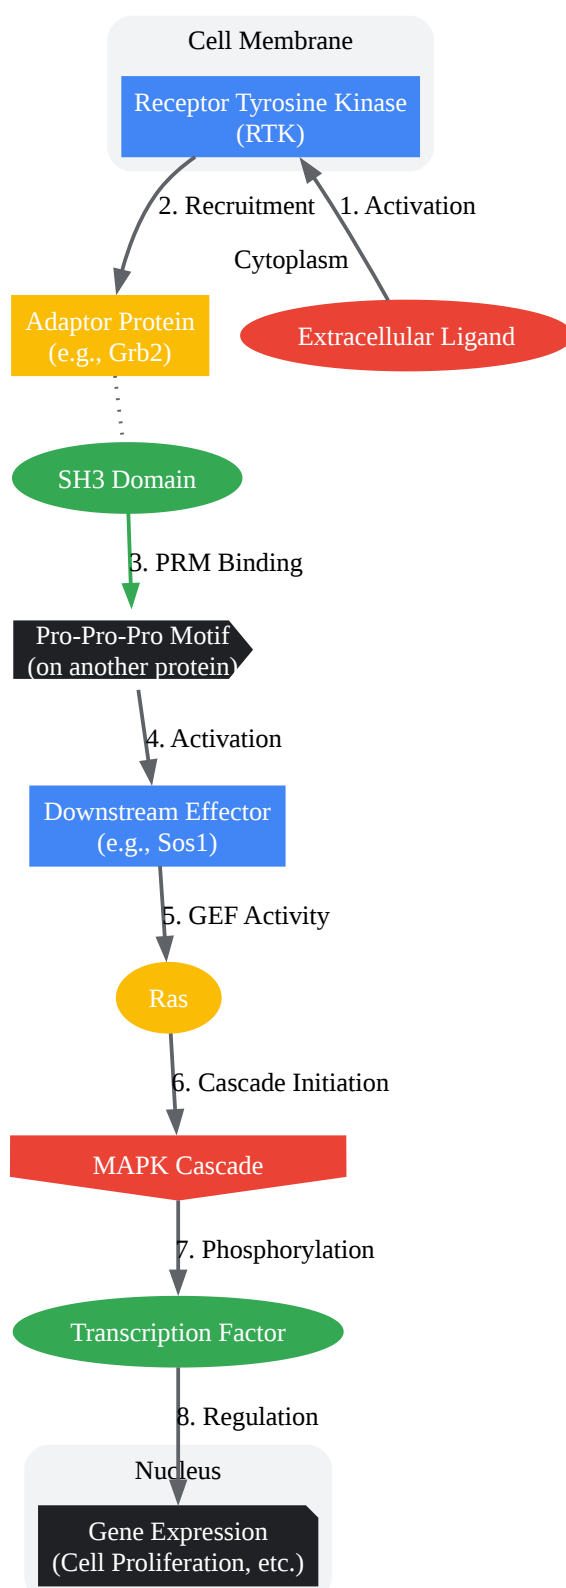 Cell Membrane
Receptor Tyrosine Kinase
(RTK)
2. Recruitment
1. Activation
Cytoplasm
Adaptor Protein
(e.g., Grb2)
Extracellular Ligand
SH3 Domain
3. PRM Binding
Pro-Pro-Pro Motif
(on another protein)
4. Activation
Downstream Effector
(e.g., Sos1)
5. GEF Activity
Ras
6. Cascade Initiation
MAPK Cascade
7. Phosphorylation
Transcription Factor
8. Regulation
Nucleus
Gene Expression
(Cell Proliferation, etc.)